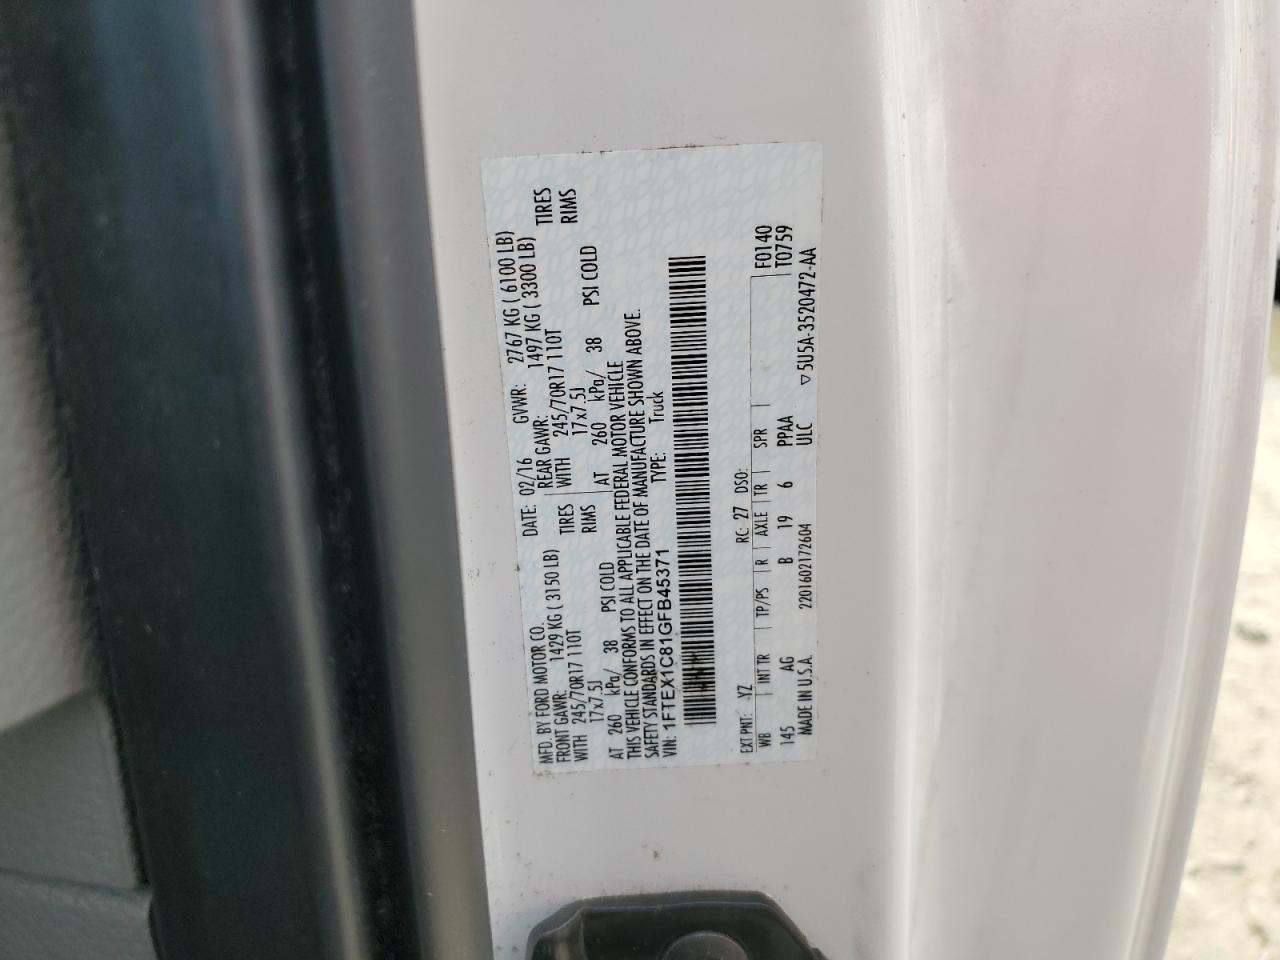 MFD. BY FORD MOTOR CO.
DATE: 02/16 GVWR: 2767 KG ( 6100 LB)
FRONT GAWR: 1429 KG ( 3150 LB)
REAR GAWR: 1497 KG ( 3300 LB)
WITH 245/70R17 110T TIRES
WITH 245/70R17 110T TIRES
17x7.5J RIMS
17x7.5J RIMS
AT 260 kPa/ 38 PSI COLD
AT 260 kPa/ 38 PSI COLD
THIS VEHICLE CONFORMS TO ALL APPLICABLE FEDERAL MOTOR VEHICLE
SAFETY STANDARDS IN EFFECT ON THE DATE OF MANUFACTURE SHOWN ABOVE.
VIN: 1FTEX1C81GFB45371 TYPE: Truck
EXT PNT: YZ RC: 27 DSO: F0140
WB INT TR TP/PS R AXLE TR SPR T0759
145 AG B 19 6 PPAA
MADE IN U.S.A. 2201602172604 ULC ▽5U5A-3520472-AA